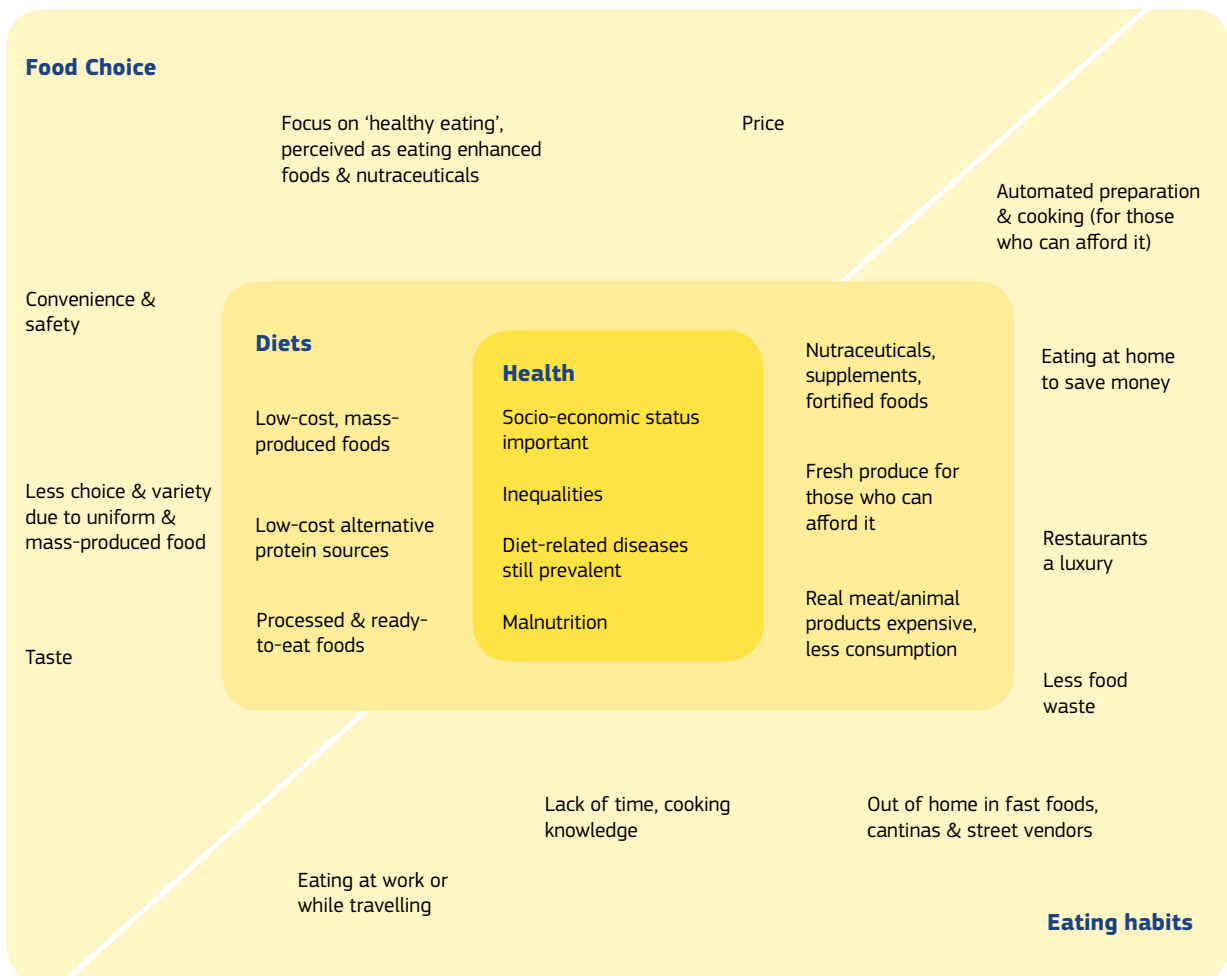 Food Choice
Focus on ‘healthy eating’,
perceived as eating enhanced
foods & nutraceuticals
Price
Convenience &
safety
Less choice & variety
due to uniform &
mass-produced food
Taste
Diets
Low-cost, mass-
produced foods
Low-cost alternative
protein sources
Processed & ready-
to-eat foods
Health
Socio-economic status
important
Inequalities
Diet-related diseases
still prevalent
Malnutrition
Nutraceuticals,
supplements,
fortified foods
Fresh produce for
those who can
afford it
Real meat/animal
products expensive,
less consumption
Automated preparation
& cooking (for those
who can afford it)
Eating at home
to save money
Restaurants
a luxury
Less food
waste
Lack of time, cooking
knowledge
Out of home in fast foods,
cantinas & street vendors
Eating at work or
while travelling
Eating habits